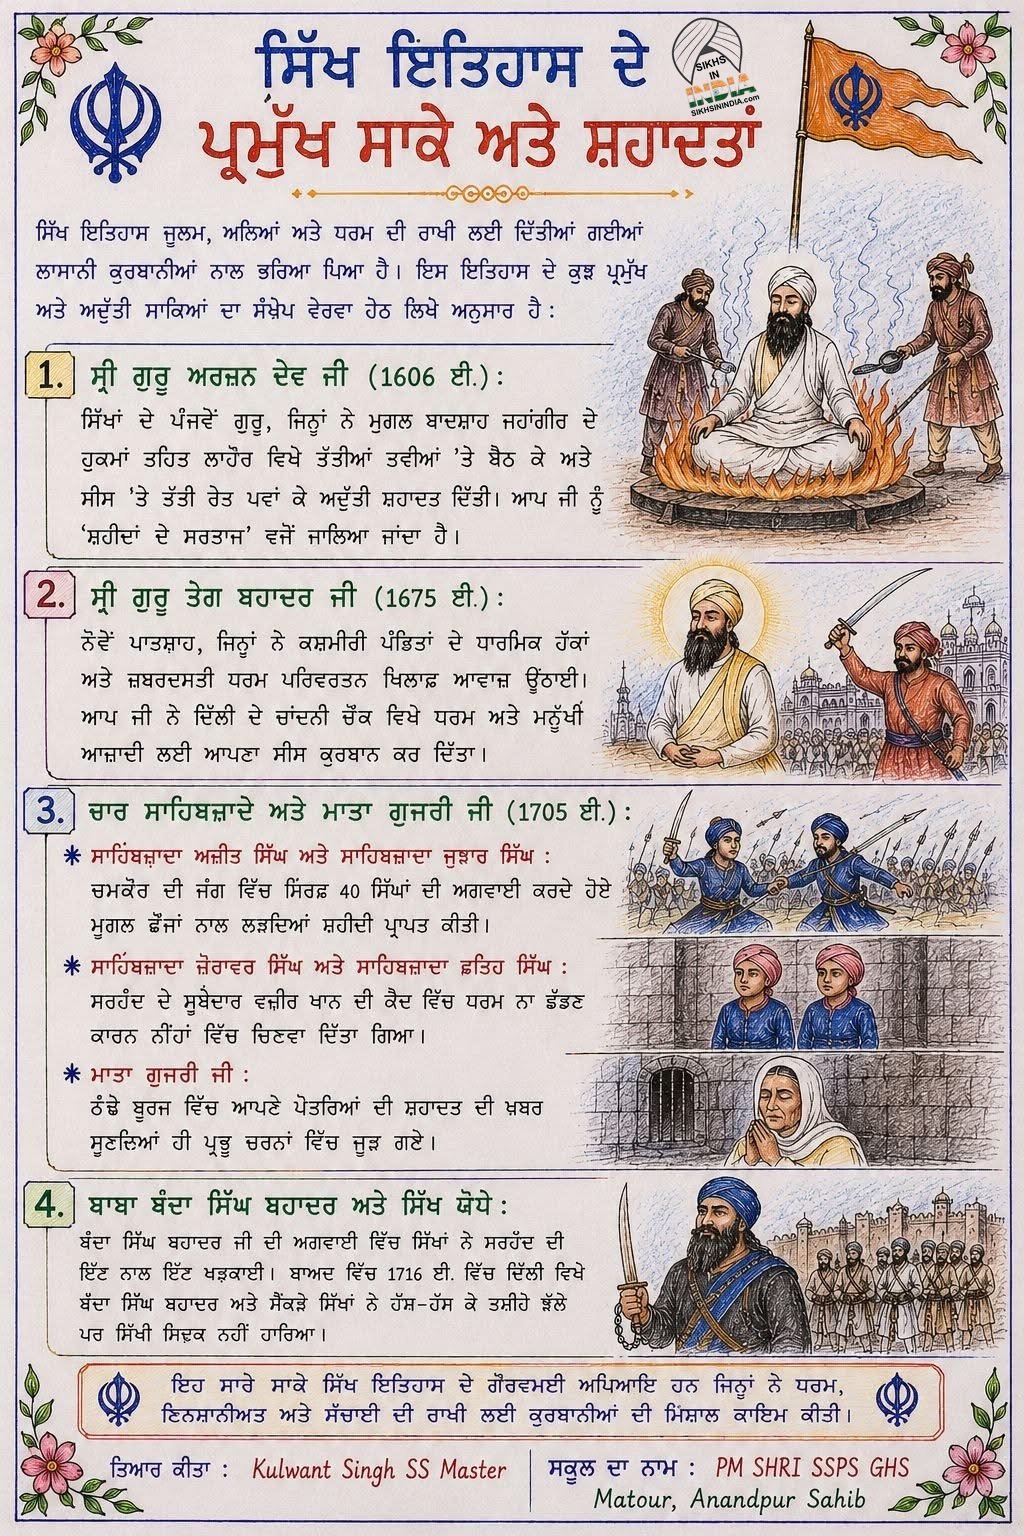 ਸਿੱਖ ਇਤਿਹਾਸ ਦੇ
ਪ੍ਰਮੁੱਖ ਸਾਕੇ ਅਤੇ ਸ਼ਹਾਦਤਾਂ
SIKHS
IN
INDIA
SIKHSININDIA.com
ਸਿੱਖ ਇਤਿਹਾਸ ਜੁਲਮ, ਅਲਿਆਂ ਅਤੇ ਧਰਮ ਦੀ ਰਾਖੀ ਲਈ ਦਿੱਤੀਆਂ ਗਈਆਂ
ਲਾਸਾਨੀ ਕੁਰਬਾਨੀਆਂ ਨਾਲ ਭਰਿਆ ਪਿਆ ਹੈ। ਇਸ ਇਤਿਹਾਸ ਦੇ ਕੁਝ ਪ੍ਰਮੁੱਖ
ਅਤੇ ਅਦੁੱਤੀ ਸਾਕਿਆਂ ਦਾ ਸੰਖੇਪ ਵੇਰਵਾ ਹੇਠ ਲਿਖੇ ਅਨੁਸਾਰ ਹੈ :
1. ਸ੍ਰੀ ਗੁਰੂ ਅਰਜਨ ਦੇਵ ਜੀ (1606 ਈ.) :
ਸਿੱਖਾਂ ਦੇ ਪੰਜਵੇਂ ਗੁਰੂ, ਜਿਨ੍ਹਾਂ ਨੇ ਮੁਗਲ ਬਾਦਸ਼ਾਹ ਜਹਾਂਗੀਰ ਦੇ
ਹੁਕਮਾਂ ਤਹਿਤ ਲਾਹੌਰ ਵਿਖੇ ਤੱਤੀਆਂ ਤਵੀਆਂ 'ਤੇ ਬੈਠ ਕੇ ਅਤੇ
ਸੀਸ 'ਤੇ ਤੱਤੀ ਰੇਤ ਪਵਾਂ ਕੇ ਅਦੁੱਤੀ ਸ਼ਹਾਦਤ ਦਿੱਤੀ। ਆਪ ਜੀ ਨੂੰ
'ਸ਼ਹੀਦਾਂ ਦੇ ਸਰਤਾਜ' ਵਜੋਂ ਜਾਲਿਆ ਜਾਂਦਾ ਹੈ।
2. ਸ੍ਰੀ ਗੁਰੂ ਤੇਗ ਬਹਾਦਰ ਜੀ (1675 ਈ.) :
ਨੋਵੇਂ ਪਾਤਸ਼ਾਹ, ਜਿਨ੍ਹਾਂ ਨੇ ਕਸ਼ਮੀਰੀ ਪੰਡਿਤਾਂ ਦੇ ਧਾਰਮਿਕ ਹੱਕਾਂ
ਅਤੇ ਜ਼ਬਰਦਸਤੀ ਧਰਮ ਪਰਿਵਰਤਨ ਖਿਲਾਫ਼ ਆਵਾਜ਼ ਉਠਾਈ।
ਆਪ ਜੀ ਨੇ ਦਿੱਲੀ ਦੇ ਚਾਂਦਨੀ ਚੌਕ ਵਿਖੇ ਧਰਮ ਅਤੇ ਮਨੁੱਖੀ
ਆਜ਼ਾਦੀ ਲਈ ਆਪਣਾ ਸੀਸ ਕੁਰਬਾਨ ਕਰ ਦਿੱਤਾ।
3. ਚਾਰ ਸਾਹਿਬਜ਼ਾਦੇ ਅਤੇ ਮਾਤਾ ਗੁਜਰੀ ਜੀ (1705 ਈ.) :
* ਸਾਹਿਬਜ਼ਾਦਾ ਅਜੀਤ ਸਿੰਘ ਅਤੇ ਸਾਹਿਬਜ਼ਾਦਾ ਜੁਝਾਰ ਸਿੰਘ :
ਚਮਕੌਰ ਦੀ ਜੰਗ ਵਿੱਚ ਸਿਰਫ਼ 40 ਸਿੰਘਾਂ ਦੀ ਅਗਵਾਈ ਕਰਦੇ ਹੋਏ
ਮੁਗਲ ਫੌਜਾਂ ਨਾਲ ਲੜਦਿਆਂ ਸ਼ਹੀਦੀ ਪ੍ਰਾਪਤ ਕੀਤੀ।
* ਸਾਹਿਬਜ਼ਾਦਾ ਜ਼ੋਰਾਵਰ ਸਿੰਘ ਅਤੇ ਸਾਹਿਬਜ਼ਾਦਾ ਫ਼ਤਿਹ ਸਿੰਘ :
ਸਰਹੰਦ ਦੇ ਸੂਬੇਦਾਰ ਵਜ਼ੀਰ ਖਾਨ ਦੀ ਕੈਦ ਵਿੱਚ ਧਰਮ ਨਾ ਛੱਡਣ
ਕਾਰਨ ਨੀਂਹਾਂ ਵਿੱਚ ਚਿਣਵਾ ਦਿੱਤਾ ਗਿਆ।
* ਮਾਤਾ ਗੁਜਰੀ ਜੀ :
ਠੰਢੇ ਬੁਰਜ ਵਿੱਚ ਆਪਣੇ ਪੋਤਰਿਆਂ ਦੀ ਸ਼ਹਾਦਤ ਦੀ ਖ਼ਬਰ
ਸੁਣਦਿਆਂ ਹੀ ਪ੍ਰਭੂ ਚਰਨਾਂ ਵਿੱਚ ਜੁੜ ਗਏ।
4. ਬਾਬਾ ਬੰਦਾ ਸਿੰਘ ਬਹਾਦਰ ਅਤੇ ਸਿੱਖ ਯੋਧੇ :
ਬੰਦਾ ਸਿੰਘ ਬਹਾਦਰ ਜੀ ਦੀ ਅਗਵਾਈ ਵਿੱਚ ਸਿੱਖਾਂ ਨੇ ਸਰਹੰਦ ਦੀ
ਇੱਣ ਨਾਲ ਇੱਣ ਖੜਕਾਈ। ਬਾਅਦ ਵਿੱਚ 1716 ਈ. ਵਿੱਚ ਦਿੱਲੀ ਵਿਖੇ
ਬੰਦਾ ਸਿੰਘ ਬਹਾਦਰ ਅਤੇ ਸੈਂਕੜੇ ਸਿੱਖਾਂ ਨੇ ਹੱਸ-ਹੱਸ ਕੇ ਤਸੀਹੇ ਝੱਲੇ
ਪਰ ਸਿੱਖੀ ਸਿਦਕ ਨਹੀਂ ਹਾਰਿਆ।
ਇਹ ਸਾਰੇ ਸਾਕੇ ਸਿੱਖ ਇਤਿਹਾਸ ਦੇ ਗੌਰਵਮਈ ਅਧਿਆਇ ਹਨ ਜਿਨ੍ਹਾਂ ਨੇ ਧਰਮ,
ਇਨਸਾਨੀਅਤ ਅਤੇ ਸੱਚਾਈ ਦੀ ਰਾਖੀ ਲਈ ਕੁਰਬਾਨੀਆਂ ਦੀ ਮਿਸਾਲ ਕਾਇਮ ਕੀਤੀ।
ਤਿਆਰ ਕੀਤਾ : Kulwant Singh SS Master
ਸਕੂਲ ਦਾ ਨਾਮ : PM SHRI SSPS GHS
Matour, Anandpur Sahib